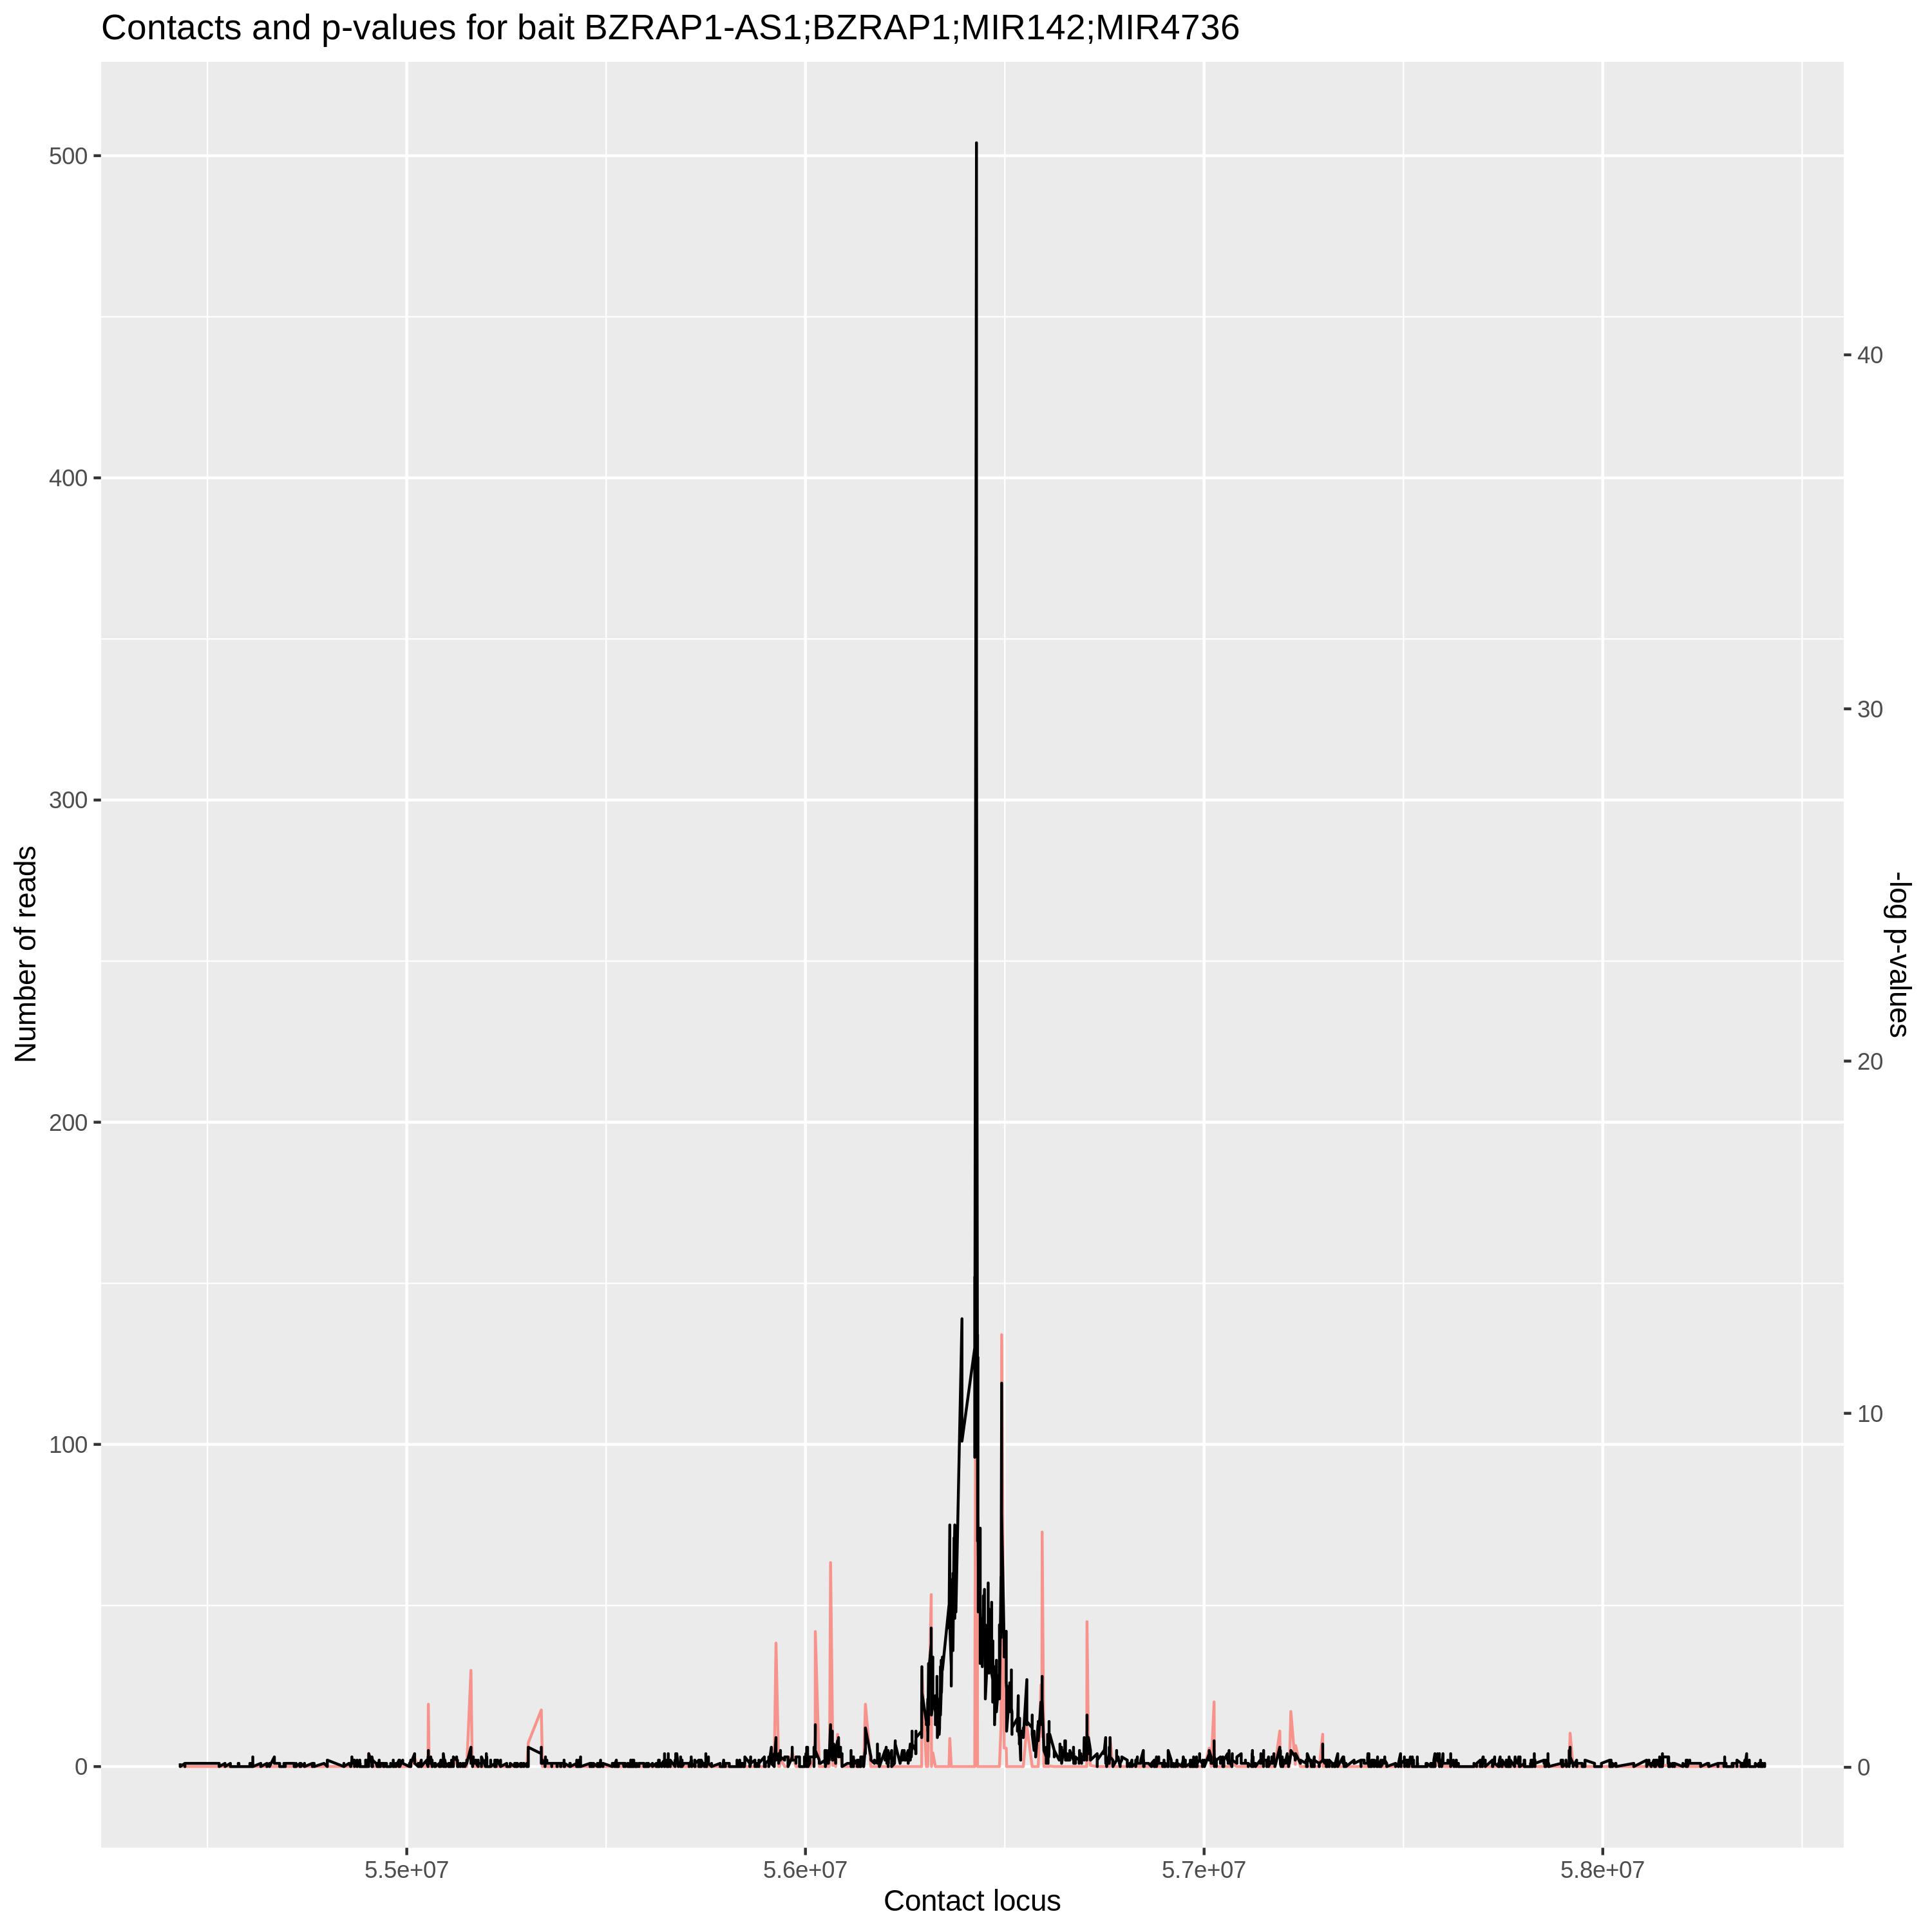 Contacts and p-values for bait BZRAP1-AS1;BZRAP1;MIR142;MIR4736
500
400
300
200
100
0
Number of reads
40
30
20
10
0
-log p-values
5.5e+07
5.6e+07
5.7e+07
5.8e+07
Contact locus